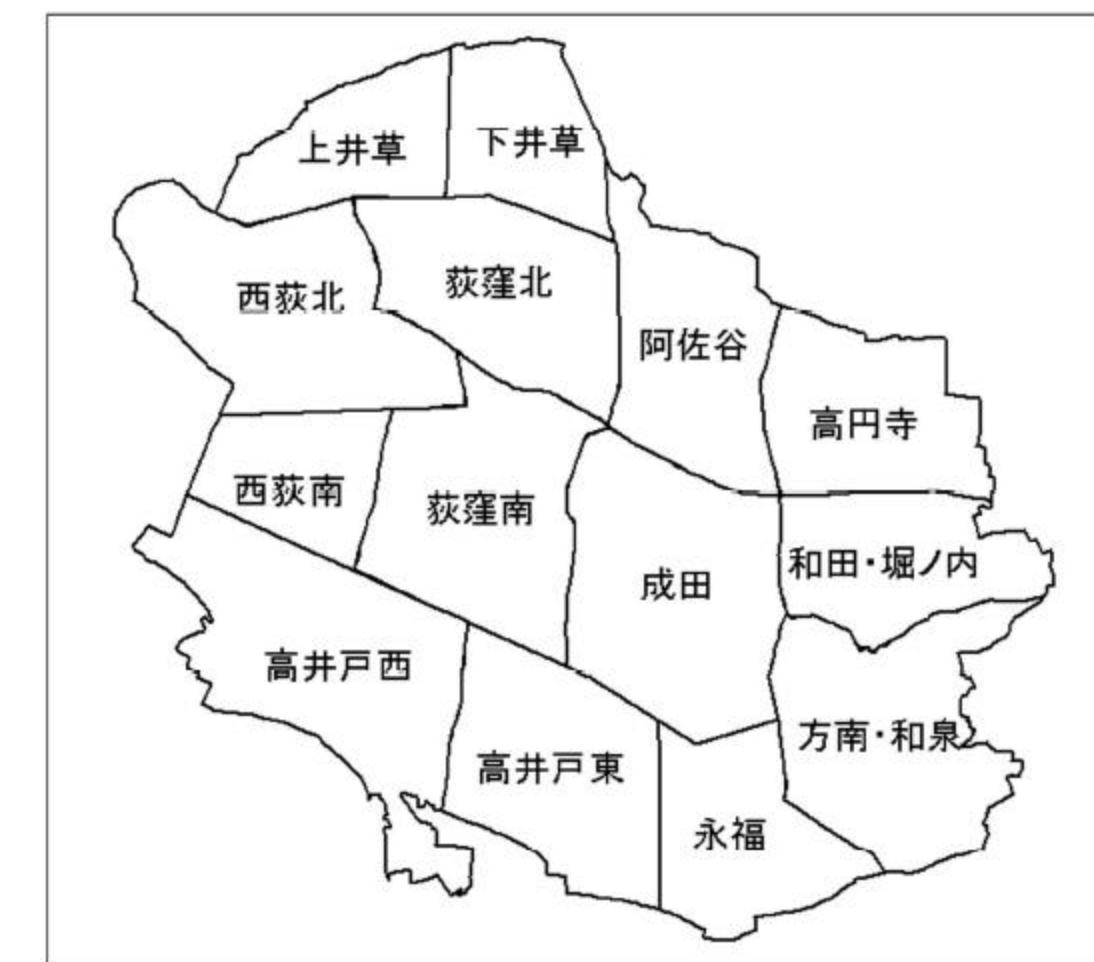 上井草
下井草
西荻北
荻窪北
阿佐谷
高円寺
西荻南
荻窪南
成田
和田・堀ノ内
高井戸西
高井戸東
方南・和泉
永福